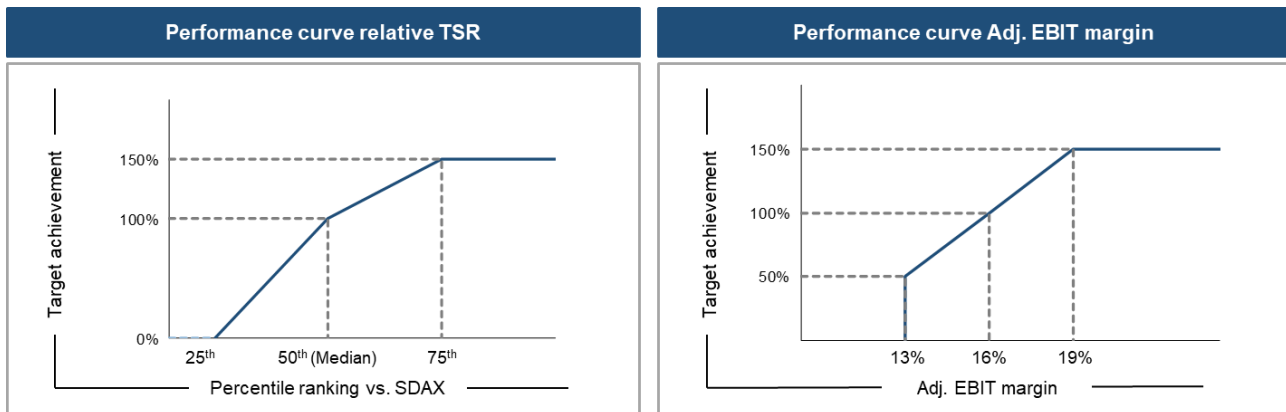 Performance curve relative TSR
Target achievement
150%
100%
0%
25th
50th (Median)
75th
Percentile ranking vs. SDAX
Performance curve Adj. EBIT margin
Target achievement
150%
100%
50%
13%
16%
19%
Adj. EBIT margin